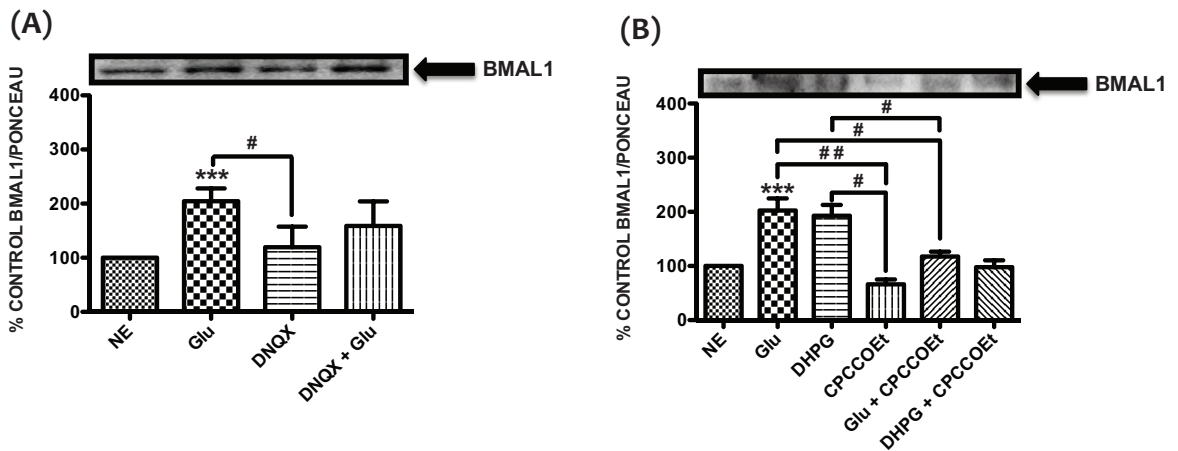 (A)
BMAL1
% CONTROL BMAL1/PONCEAU
400
300
200
100
0
#
***
NE
Glu
DNQX
DNQX + Glu
(B)
BMAL1
% CONTROL BMAL1/PONCEAU
400
300
200
100
0
#
#
# #
#
***
NE
Glu
DHPG
CPCCOEt
Glu + CPCCOEt
DHPG + CPCCOEt